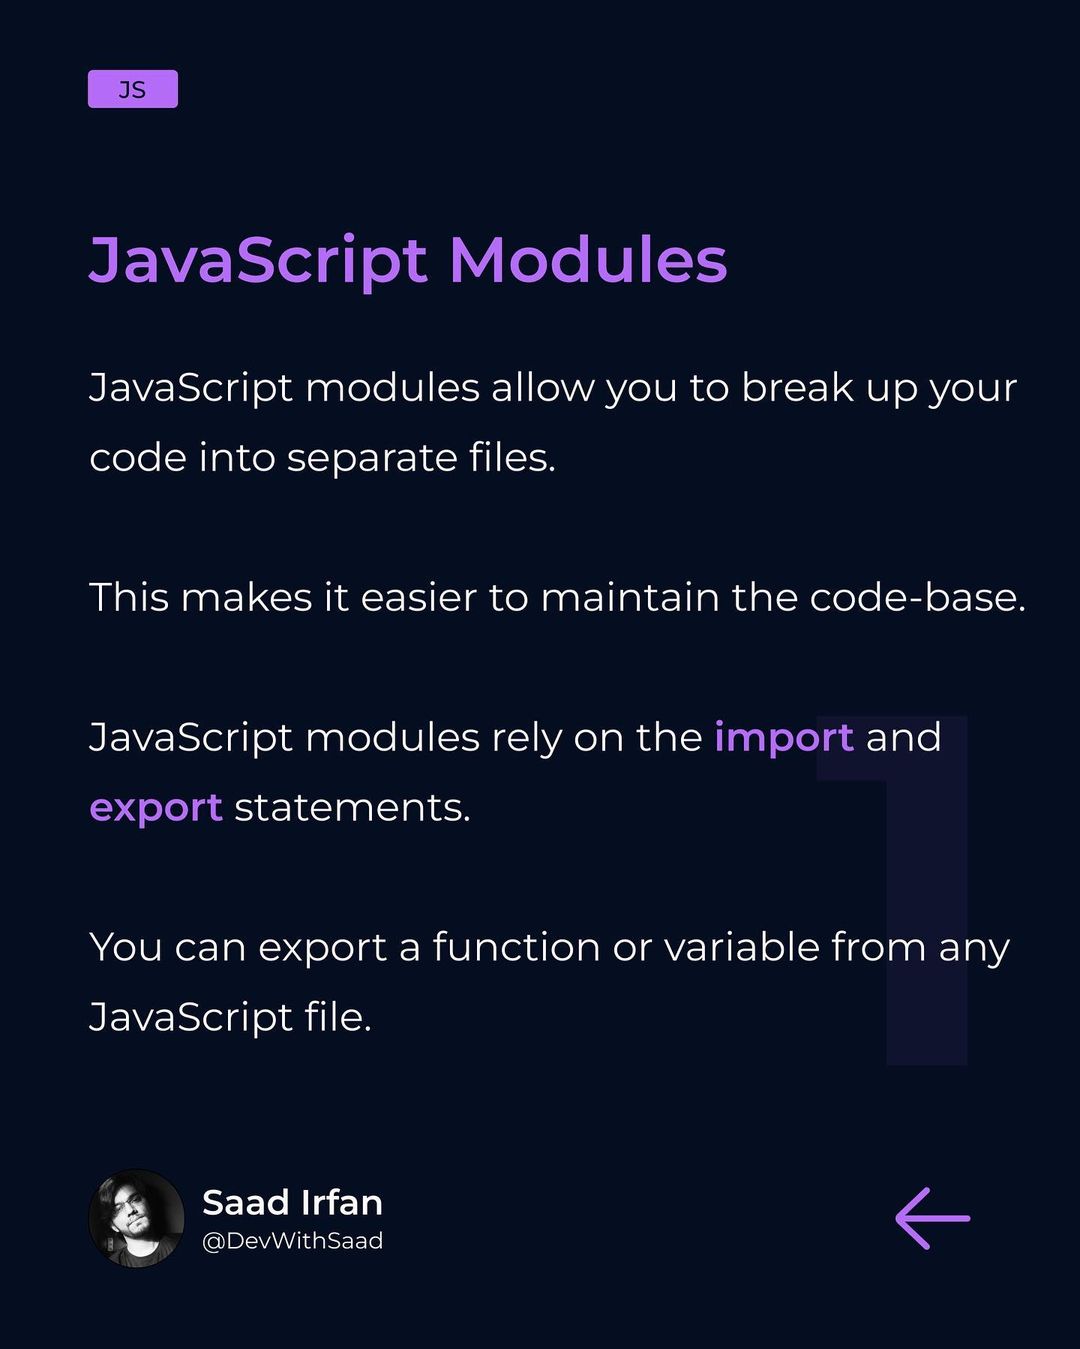 JS
JavaScript Modules
JavaScript modules allow you to break up your
code into separate files.
This makes it easier to maintain the code-base.
JavaScript modules rely on the import and
export statements.
You can export a function or variable from any
JavaScript file.
1
Saad Irfan
@DevWithSaad